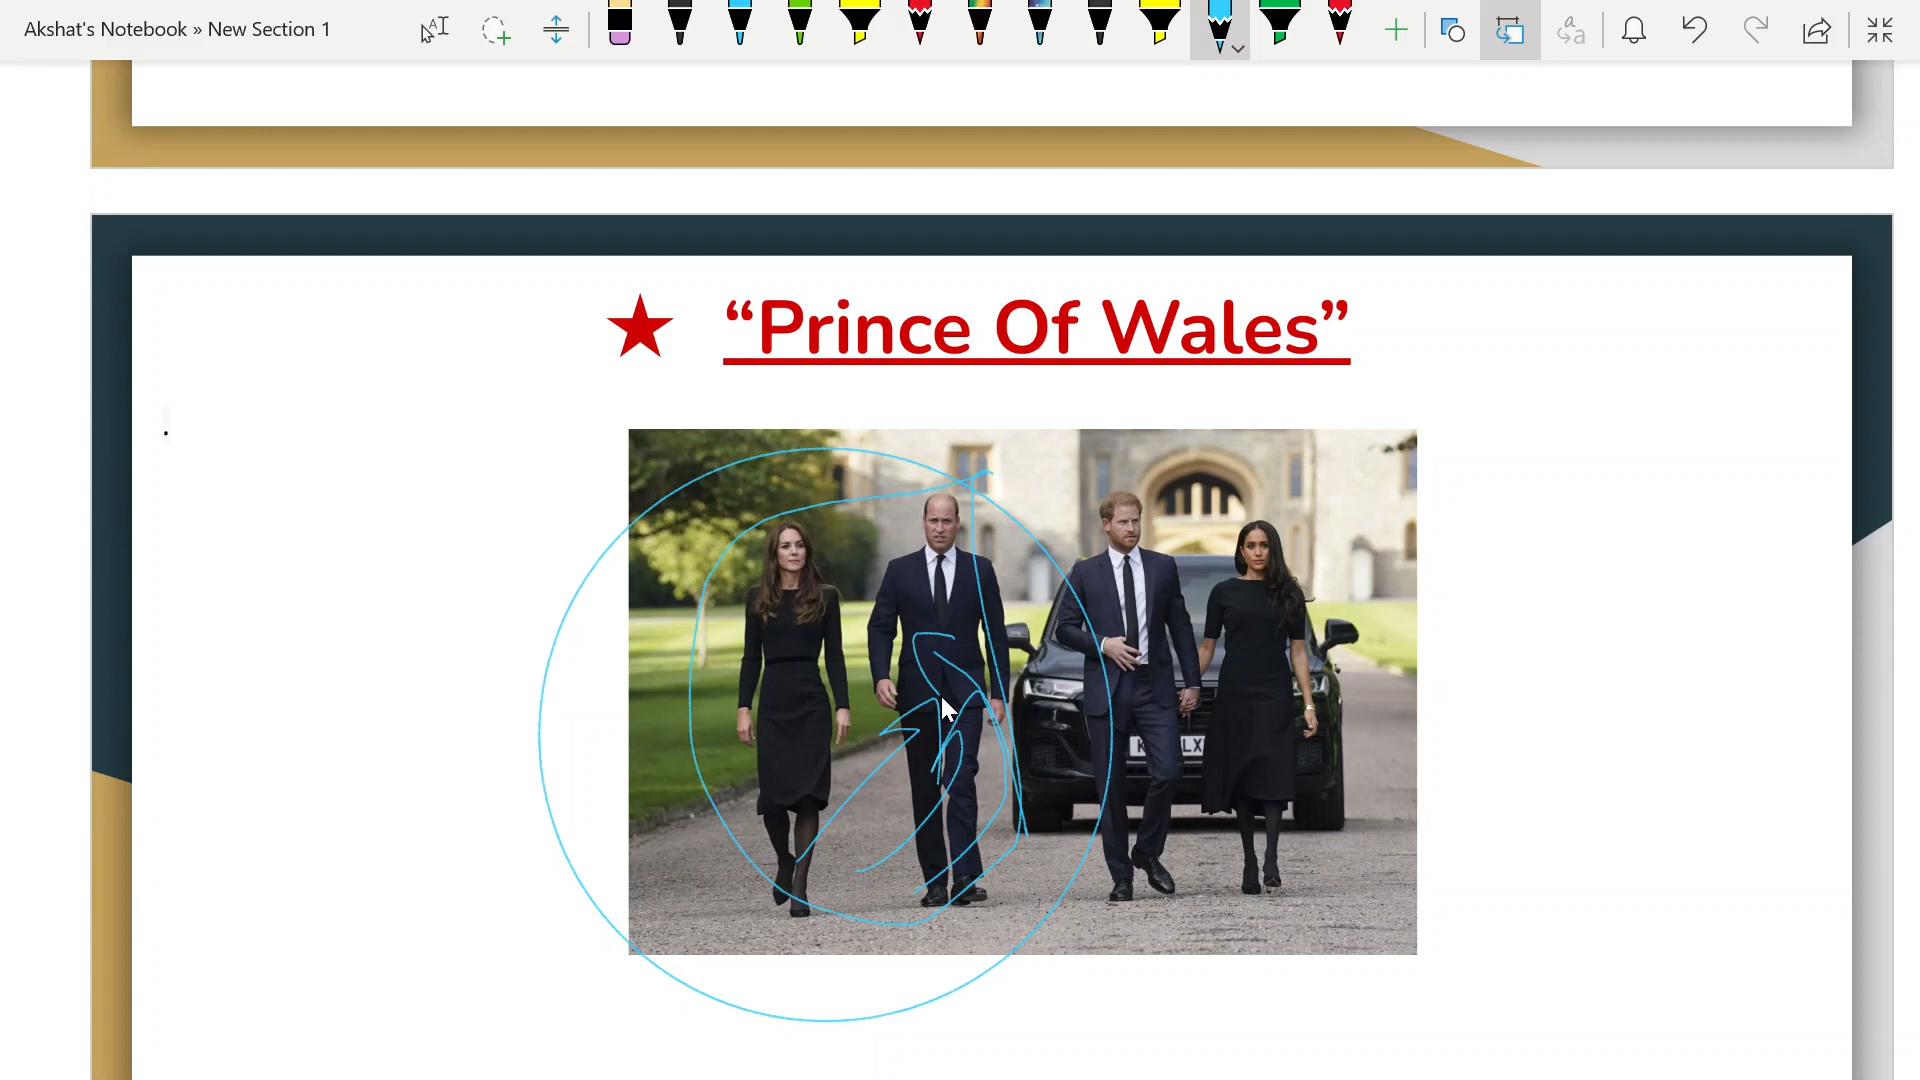 Akshat's Notebook » New Section 1
★ “Prince Of Wales”
.